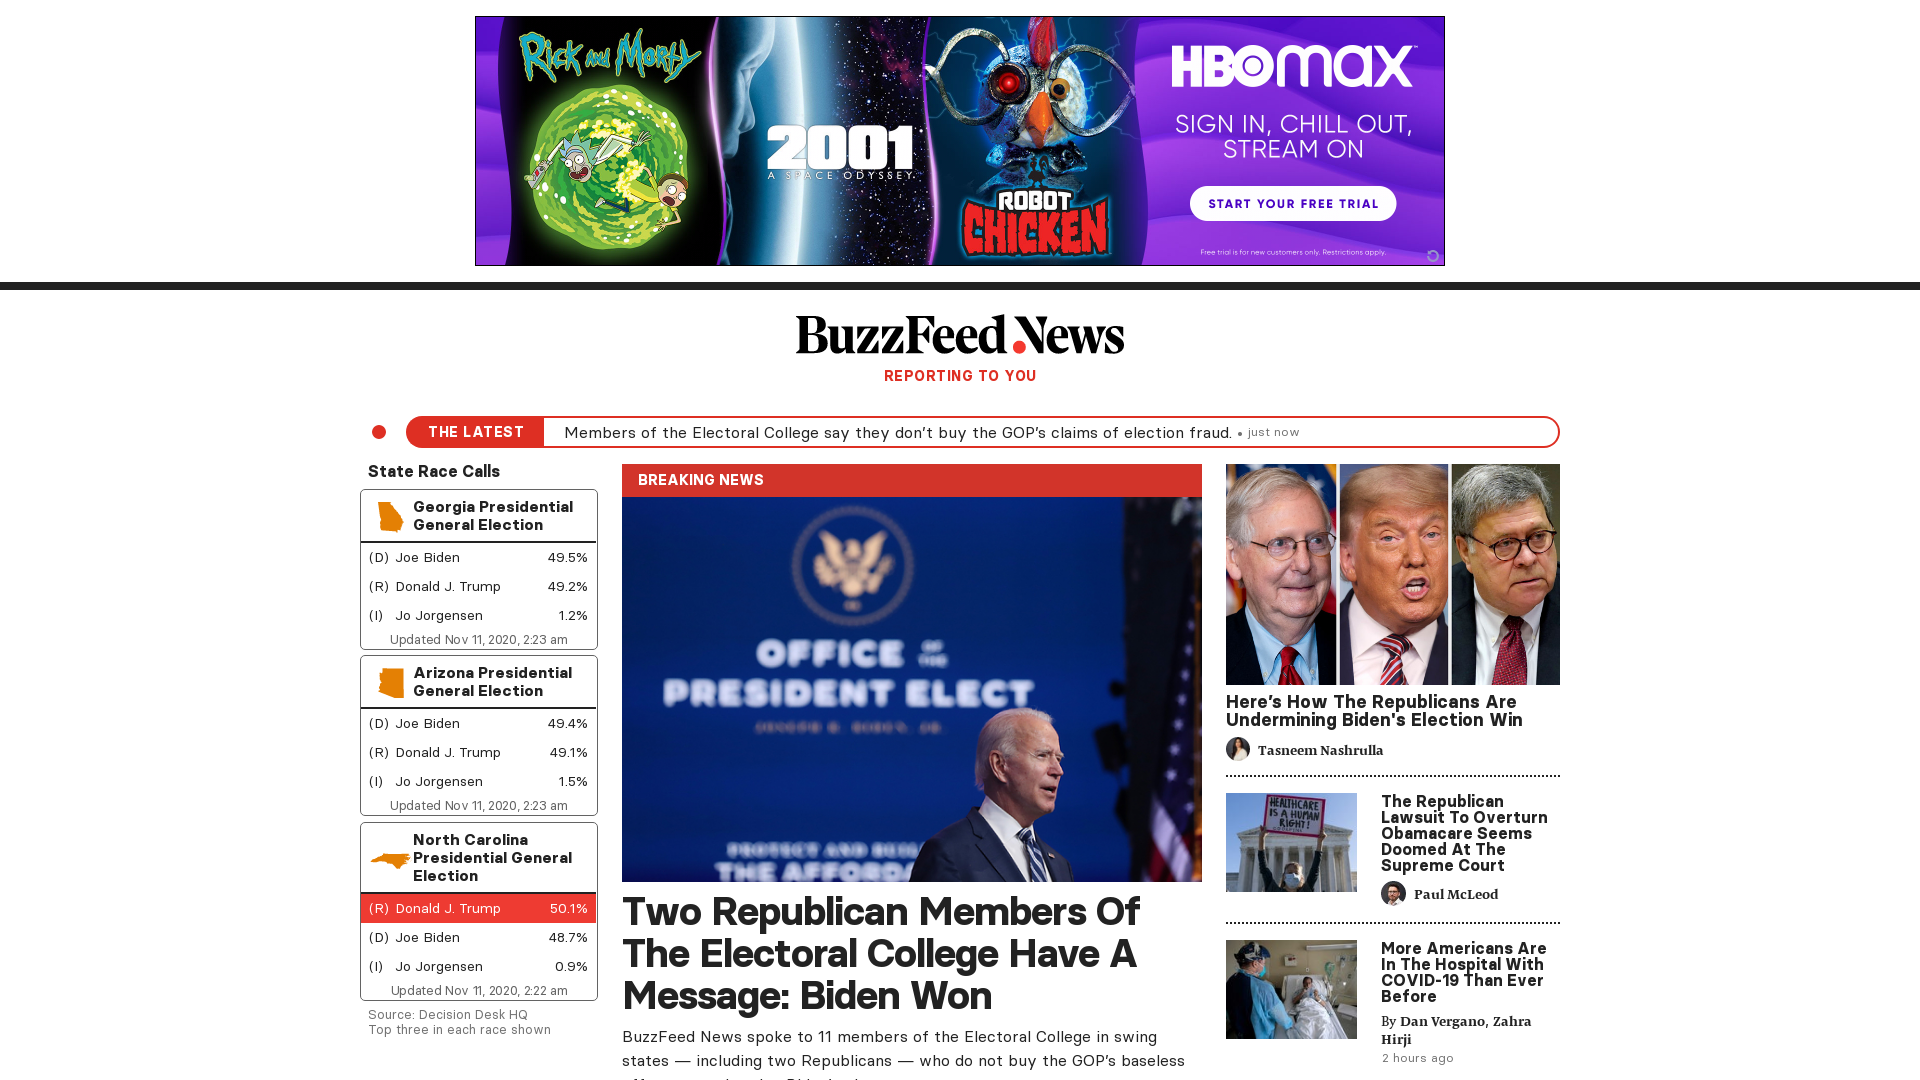 Rick and Morty
2001
A SPACE ODYSSEY
ROBOT
CHICKEN
HBOMAX
SIGN IN, CHILL OUT,
STREAM ON
START YOUR FREE TRIAL
Free trial is for new customers only. Restrictions apply.
BuzzFeed News
REPORTING TO YOU
THE LATEST
Members of the Electoral College say they don’t buy the GOP’s claims of election fraud. • just now
State Race Calls
Georgia Presidential
General Election
(D) Joe Biden 49.5%
(R) Donald J. Trump 49.2%
(I) Jo Jorgensen 1.2%
Updated Nov 11, 2020, 2:23 am
Arizona Presidential
General Election
(D) Joe Biden 49.4%
(R) Donald J. Trump 49.1%
(I) Jo Jorgensen 1.5%
Updated Nov 11, 2020, 2:23 am
North Carolina
Presidential General
Election
(R) Donald J. Trump 50.1%
(D) Joe Biden 48.7%
(I) Jo Jorgensen 0.9%
Updated Nov 11, 2020, 2:22 am
Source: Decision Desk HQ
Top three in each race shown
BREAKING NEWS
OFFICE OF THE
PRESIDENT ELECT
JOSEPH R. BIDEN, JR.
PROTECT AND
THE
Two Republican Members Of
The Electoral College Have A
Message: Biden Won
BuzzFeed News spoke to 11 members of the Electoral College in swing
states — including two Republicans — who do not buy the GOP’s baseless
Here’s How The Republicans Are
Undermining Biden's Election Win
Tasneem Nashrulla
HEALTHCARE
IS A HUMAN
RIGHT!
The Republican
Lawsuit To Overturn
Obamacare Seems
Doomed At The
Supreme Court
Paul McLeod
More Americans Are
In The Hospital With
COVID-19 Than Ever
Before
By Dan Vergano, Zahra
Hirji
2 hours ago